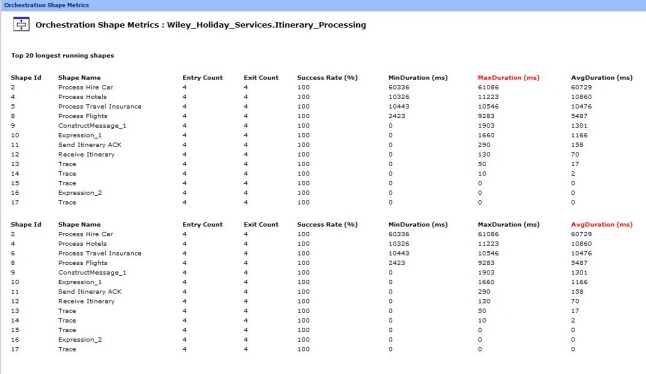 Orchestration Shape Metrics
Orchestration Shape Metrics : Wiley_Holiday_Services.Itinerary_Processing
Top 20 longest running shapes
Shape Id Shape Name Entry Count Exit Count Success Rate (%) MinDuration (ms) MaxDuration (ms) AvgDuration (ms)
2 Process Hire Car 4 4 100 60336 61086 60729
4 Process Hotels 4 4 100 10326 11223 10860
5 Process Travel Insurance 4 4 100 10443 10546 10476
8 Process Flights 4 4 100 2423 9283 5487
9 ConstructMessage_1 4 4 100 0 1903 1301
10 Expression_1 4 4 100 0 1660 1166
11 Send Itinerary ACK 4 4 100 0 290 158
12 Receive Itinerary 4 4 100 0 130 70
13 Trace 4 4 100 0 50 17
14 Trace 4 4 100 0 10 2
15 Trace 4 4 100 0 0 0
16 Expression_2 4 4 100 0 0 0
17 Trace 4 4 100 0 0 0
Shape Id Shape Name Entry Count Exit Count Success Rate (%) MinDuration (ms) MaxDuration (ms) AvgDuration (ms)
2 Process Hire Car 4 4 100 60336 61086 60729
4 Process Hotels 4 4 100 10326 11223 10860
6 Process Travel Insurance 4 4 100 10443 10546 10476
8 Process Flights 4 4 100 2423 9283 5487
9 ConstructMessage_1 4 4 100 0 1903 1301
10 Expression_1 4 4 100 0 1660 1166
11 Send Itinerary ACK 4 4 100 0 290 158
12 Receive Itinerary 4 4 100 0 130 70
13 Trace 4 4 100 0 50 17
14 Trace 4 4 100 0 10 2
15 Trace 4 4 100 0 0 0
16 Expression_2 4 4 100 0 0 0
17 Trace 4 4 100 0 0 0